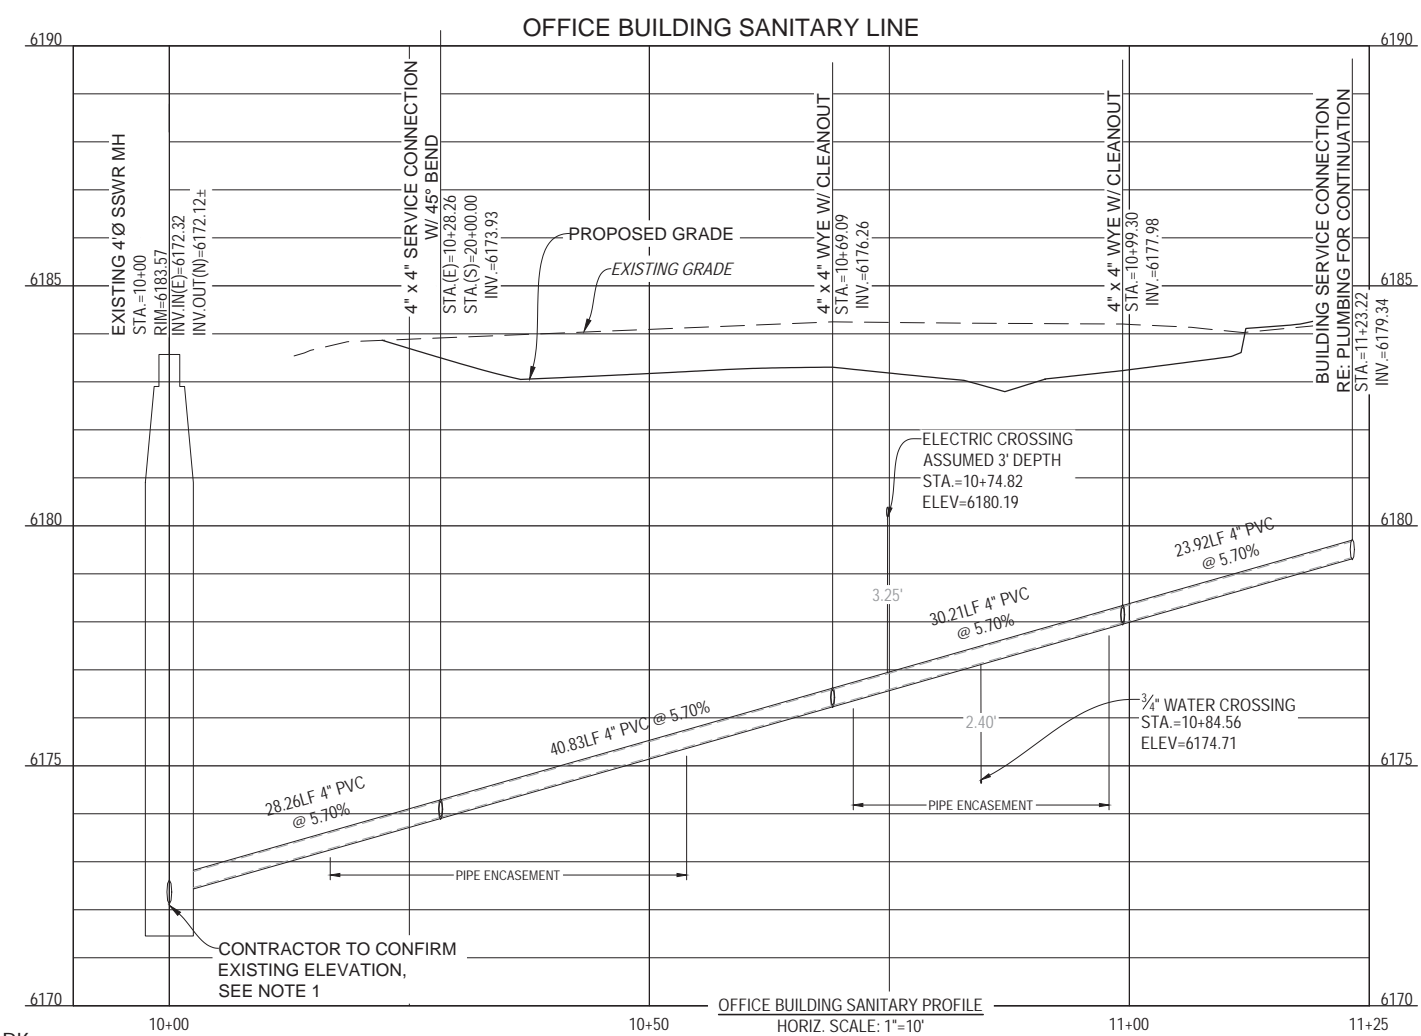 OFFICE BUILDING SANITARY LINE
6190
6190
EXISTING 4'Ø SSWR MH
STA.=10+00
RIM=6183.57
INV.IN(E)=6172.32
INV.OUT(N)=6172.12±
4" x 4" SERVICE CONNECTION
W/ 45° BEND
STA.(E)=10+28.26
STA.(S)=20+00.00
INV.=6173.93
4" x 4" WYE W/ CLEANOUT
STA.=10+69.09
INV.=6176.26
4" x 4" WYE W/ CLEANOUT
STA.=10+99.30
INV.=6177.98
BUILDING SERVICE CONNECTION
RE: PLUMBING FOR CONTINUATION
STA.=11+23.22
INV.=6179.34
PROPOSED GRADE
EXISTING GRADE
6185
6185
ELECTRIC CROSSING
ASSUMED 3' DEPTH
STA.=10+74.82
ELEV=6180.19
6180
6180
23.92LF 4" PVC
@ 5.70%
3.25'
30.21LF 4" PVC
@ 5.70%
¾" WATER CROSSING
STA.=10+84.56
ELEV=6174.71
2.40'
40.83LF 4" PVC @ 5.70%
6175
6175
28.26LF 4" PVC
@ 5.70%
PIPE ENCASEMENT
PIPE ENCASEMENT
CONTRACTOR TO CONFIRM
EXISTING ELEVATION,
SEE NOTE 1
6170
6170
OFFICE BUILDING SANITARY PROFILE
HORIZ. SCALE: 1"=10'
10+00
10+50
11+00
11+25